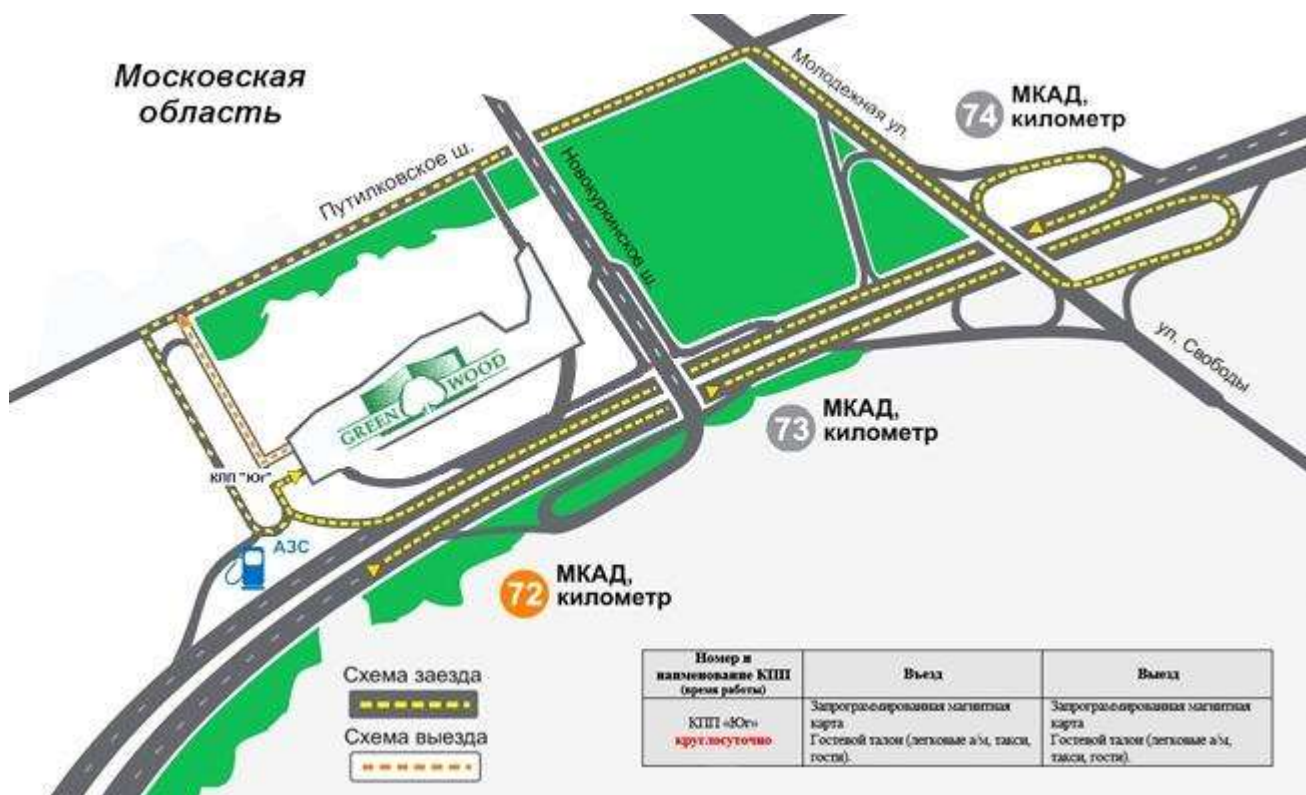 Московская
область
Путилковское ш.
Новокуркинское ш.
Молодежная ул.
74 МКАД,
километр
GREEN WOOD
ул. Свободы
73 МКАД,
километр
КПП "Юг"
АЗС
72 МКАД,
километр
Схема заезда
Схема выезда
Номер и
наименование КПП
(время работы)
Въезд
Выезд
КПП «Юг»
круглосуточно
Запрограммированная магнитная
карта
Гостевой талон (легковые а/м, такси,
гости).
Запрограммированная магнитная
карта
Гостевой талон (легковые а/м,
такси, гости).